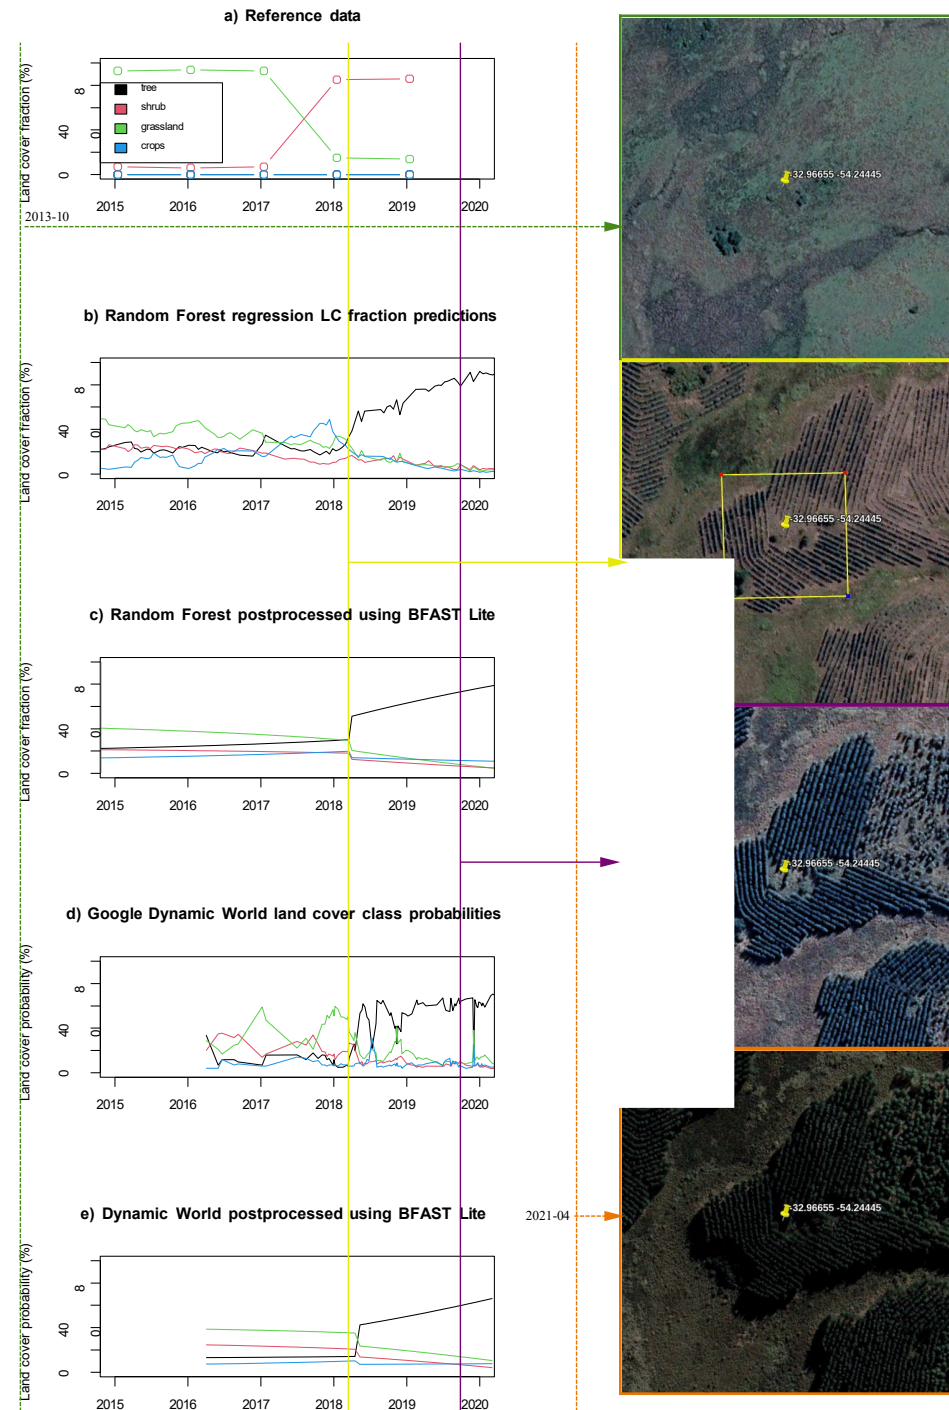 a) Reference data
Land cover fraction (%)
0 40 80
tree
shrub
grassland
crops
2015 2016 2017 2018 2019 2020
2013-10
-32.96655 -54.24445
b) Random Forest regression LC fraction predictions
Land cover fraction (%)
0 40 80
2015 2016 2017 2018 2019 2020
-32.96655 -54.24445
c) Random Forest postprocessed using BFAST Lite
Land cover fraction (%)
0 40 80
2015 2016 2017 2018 2019 2020
-32.96655 -54.24445
d) Google Dynamic World land cover class probabilities
Land cover probability (%)
0 40 80
2015 2016 2017 2018 2019 2020
e) Dynamic World postprocessed using BFAST Lite
2021-04
-32.96655 -54.24445
Land cover probability (%)
0 40 80
2015 2016 2017 2018 2019 2020